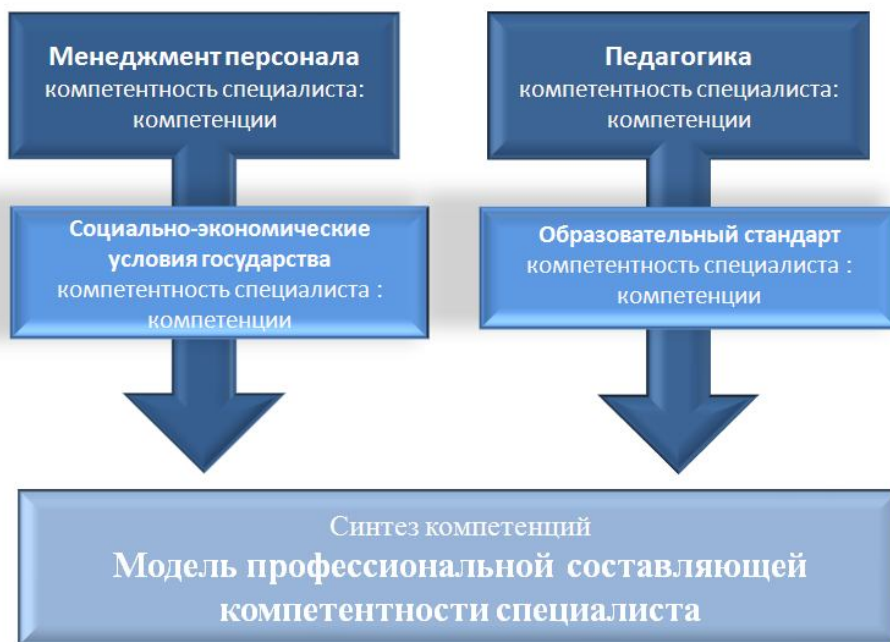 Менеджмент персонала
компетентность специалиста:
компетенции
Педагогика
компетентность специалиста:
компетенции
Социально-экономические
условия государства
компетентность специалиста :
компетенции
Образовательный стандарт
компетентность специалиста :
компетенции
Синтез компетенций
Модель профессиональной составляющей
компетентности специалиста